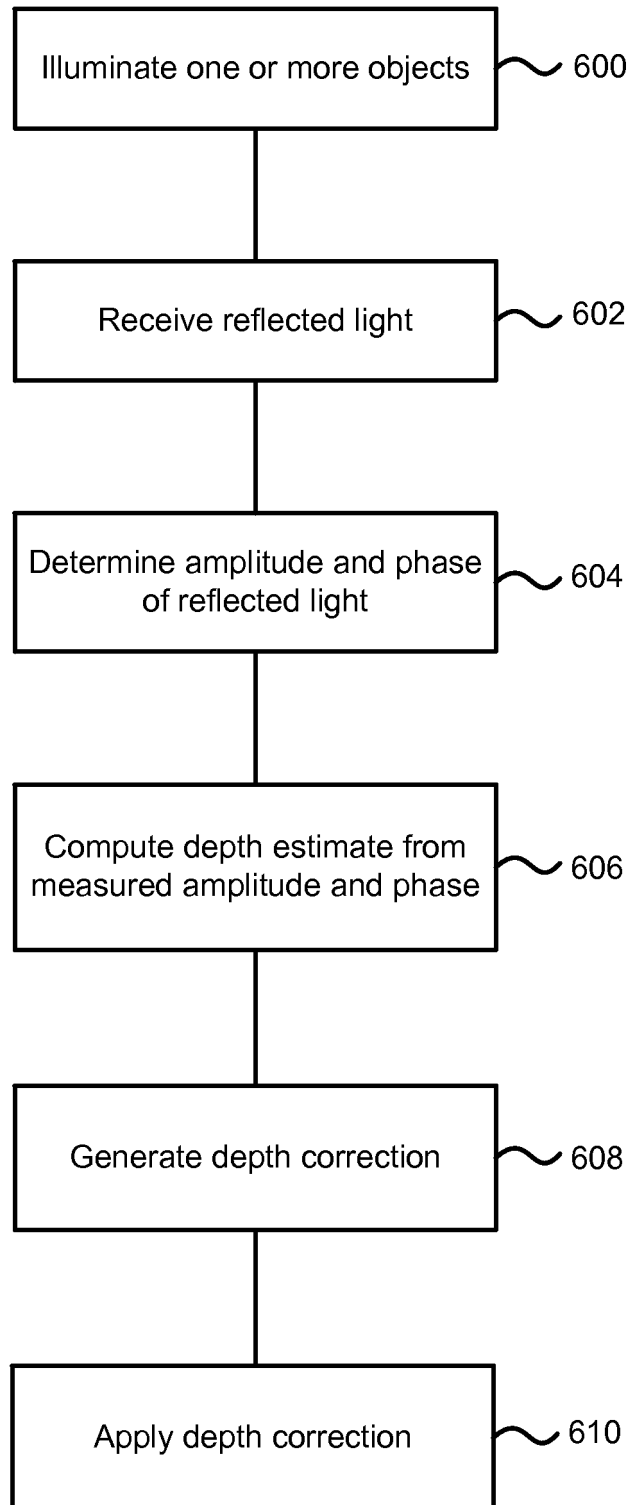 Illuminate one or more objects
600
Receive reflected light
602
Determine amplitude and phase
of reflected light
604
Compute depth estimate from
measured amplitude and phase
606
Generate depth correction
608
Apply depth correction
610